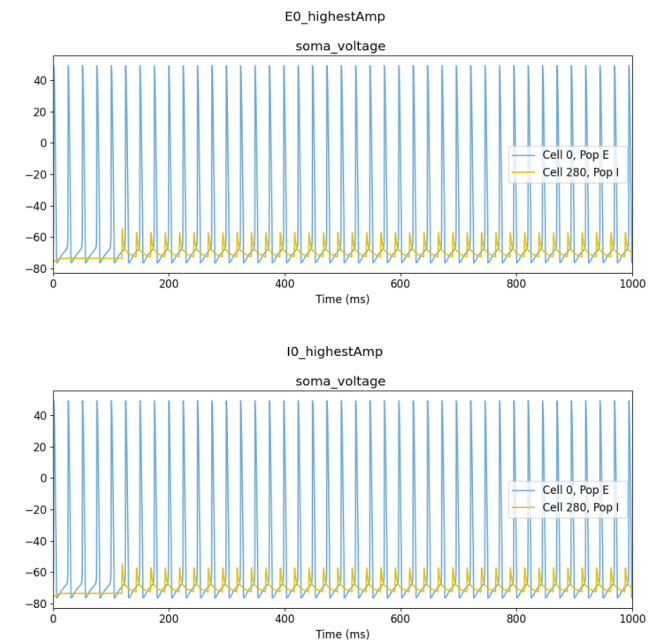 E0_highestAmp
soma_voltage
40
20
0
−20
−40
−60
−80
Cell 0, Pop E
Cell 280, Pop I
0 200 400 600 800 1000
Time (ms)
I0_highestAmp
soma_voltage
40
20
0
−20
−40
−60
−80
Cell 0, Pop E
Cell 280, Pop I
0 200 400 600 800 1000
Time (ms)